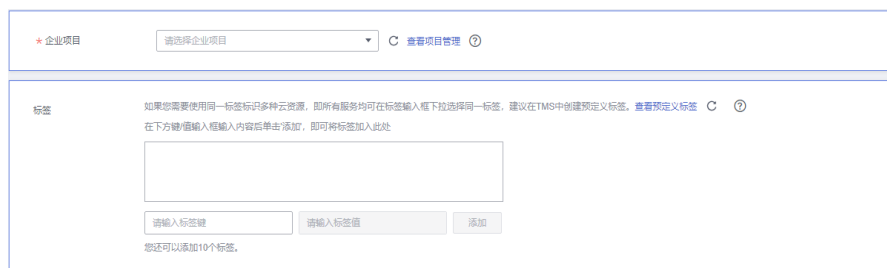 * 企业项目 请选择企业项目 查看项目管理 ?
标签 如果您需要使用同一标签标识多种云资源，即所有服务均可在标签输入框下拉选择同一标签，建议在TMS中创建预定义标签。查看预定义标签 ?
在下方键/值输入框输入内容后单击'添加'，即可将标签加入此处
请输入标签键 请输入标签值 添加
您还可以添加10个标签。